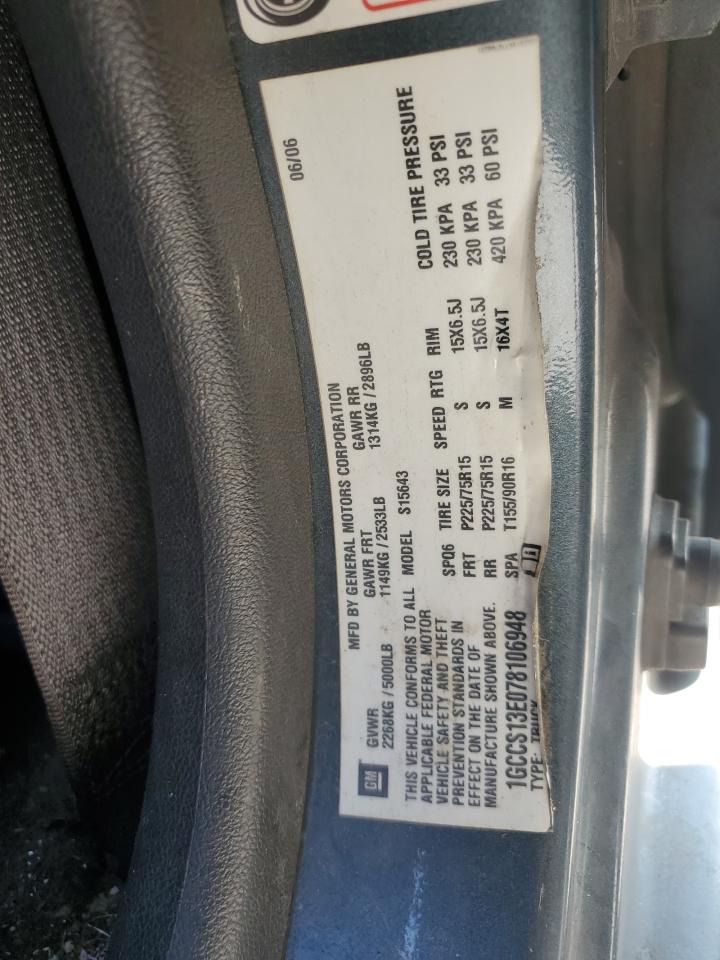 MFD BY GENERAL MOTORS CORPORATION 06/06
GM
GVWR GAWR FRT GAWR RR
2268KG / 5000LB 1149KG / 2533LB 1314KG / 2896LB
THIS VEHICLE CONFORMS TO ALL
APPLICABLE FEDERAL MOTOR
VEHICLE SAFETY AND THEFT
PREVENTION STANDARDS IN
EFFECT ON THE DATE OF
MANUFACTURE SHOWN ABOVE.
1GCCS13E078106948
TYPE: TRUCK
MODEL S15643
SPQ6 TIRE SIZE SPEED RTG RIM COLD TIRE PRESSURE
FRT P225/75R15 S 15X6.5J 230 KPA 33 PSI
RR P225/75R15 S 15X6.5J 230 KPA 33 PSI
SPA T155/90R16 M 16X4T 420 KPA 60 PSI